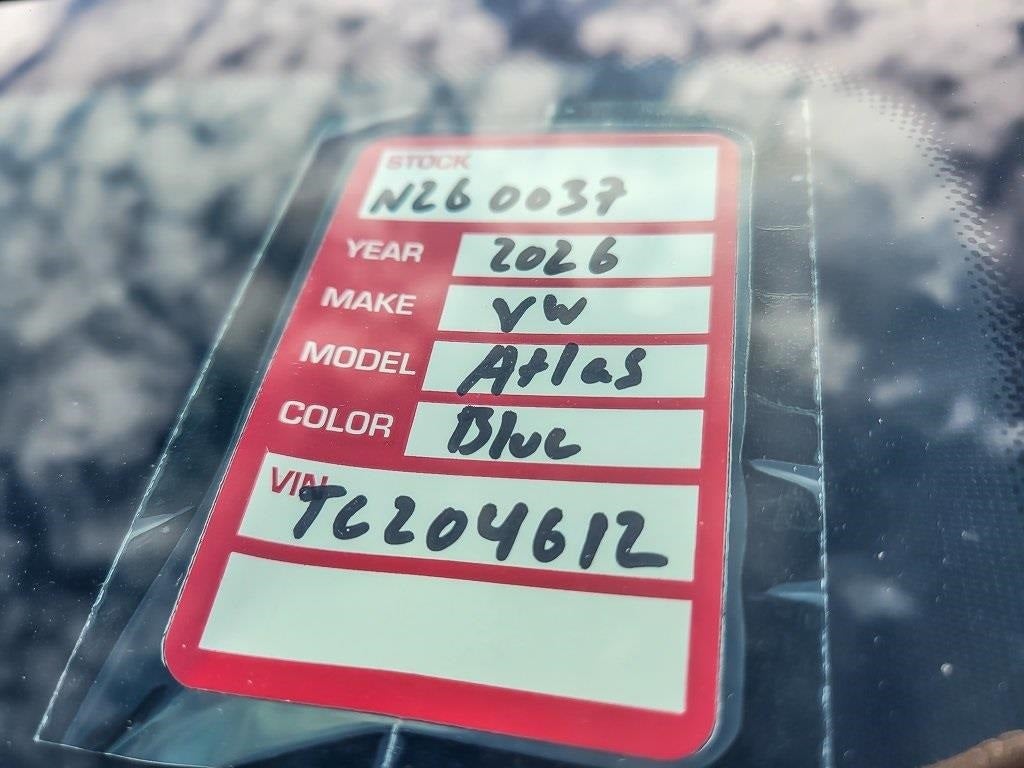 STOCK
N260037
YEAR 2026
MAKE VW
MODEL Atlas
COLOR Blue
VIN
TC204612